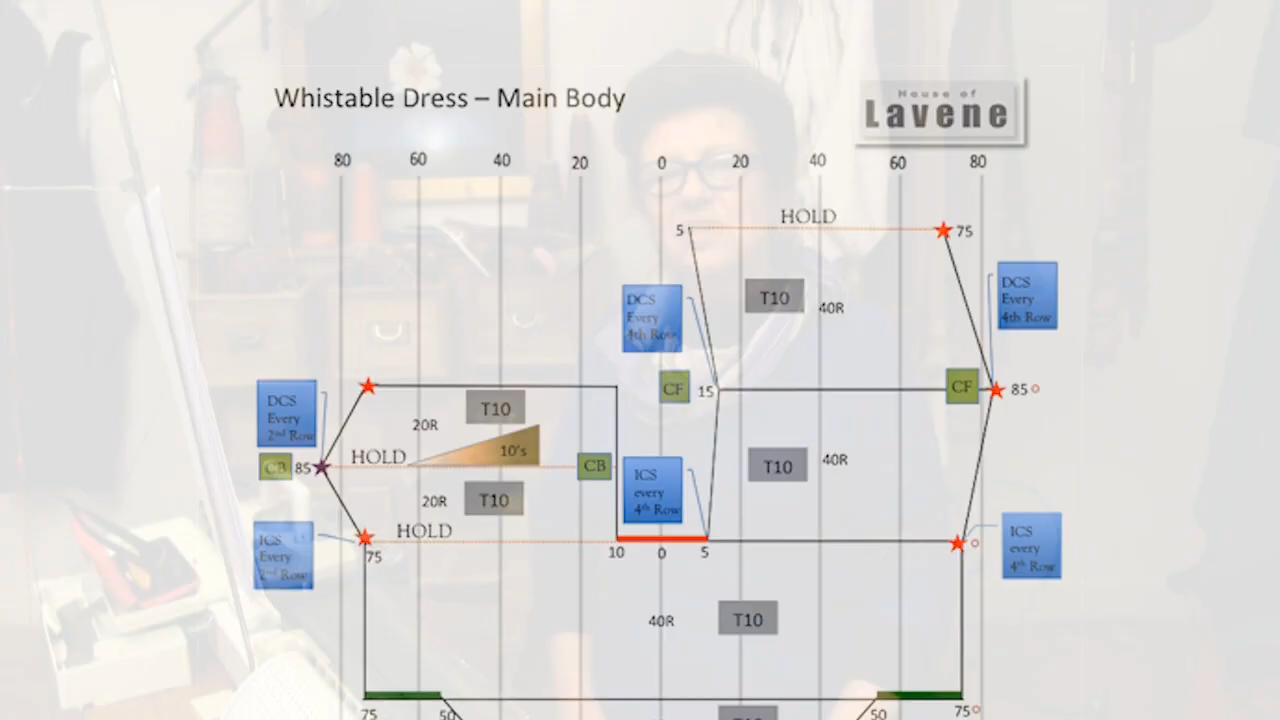 Whistable Dress – Main Body
House of
Lavene
80 60 40 20 0 20 40 60 80
5 HOLD 75
DCS
Every
4th Row
T10
40R
DCS
Every
4th Row
CF 15
CF 85
DCS
Every
2nd Row
T10
20R
10's
HOLD
CB 85
CB
ICS
every
4th Row
T10
40R
20R
T10
ICS
Every
2nd Row
HOLD
75
10 0 5
ICS
every
4th Row
40R
T10
75 50 50 75
T10